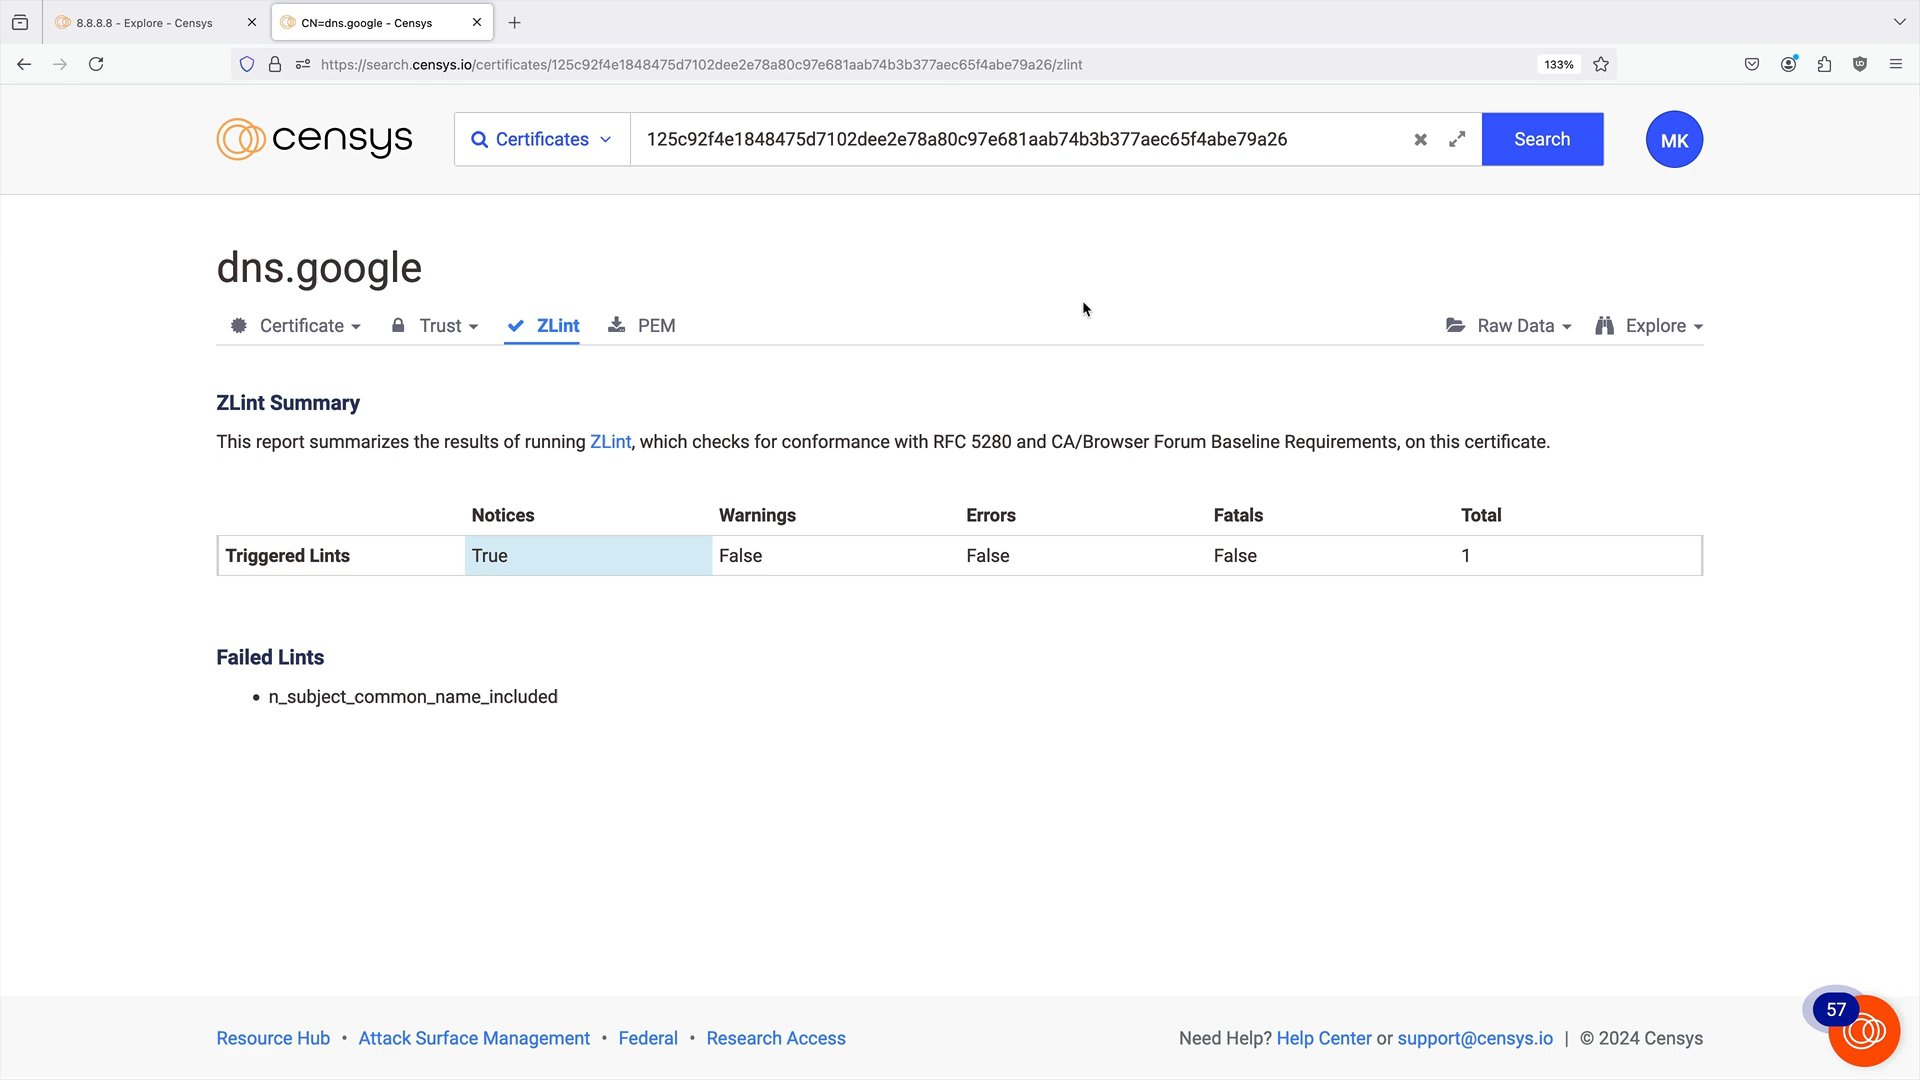 8.8.8.8 - Explore - Censys
CN=dns.google - Censys
https://search.censys.io/certificates/125c92f4e1848475d7102dee2e78a80c97e681aab74b3b377aec65f4abe79a26/zlint
133%
censys
Certificates
125c92f4e1848475d7102dee2e78a80c97e681aab74b3b377aec65f4abe79a26
Search
MK
dns.google
Certificate
Trust
ZLint
PEM
Raw Data
Explore
ZLint Summary
This report summarizes the results of running ZLint, which checks for conformance with RFC 5280 and CA/Browser Forum Baseline Requirements, on this certificate.
Notices Warnings Errors Fatals Total
Triggered Lints True False False False 1
Failed Lints
• n_subject_common_name_included
57
Resource Hub • Attack Surface Management • Federal • Research Access
Need Help? Help Center or support@censys.io | © 2024 Censys